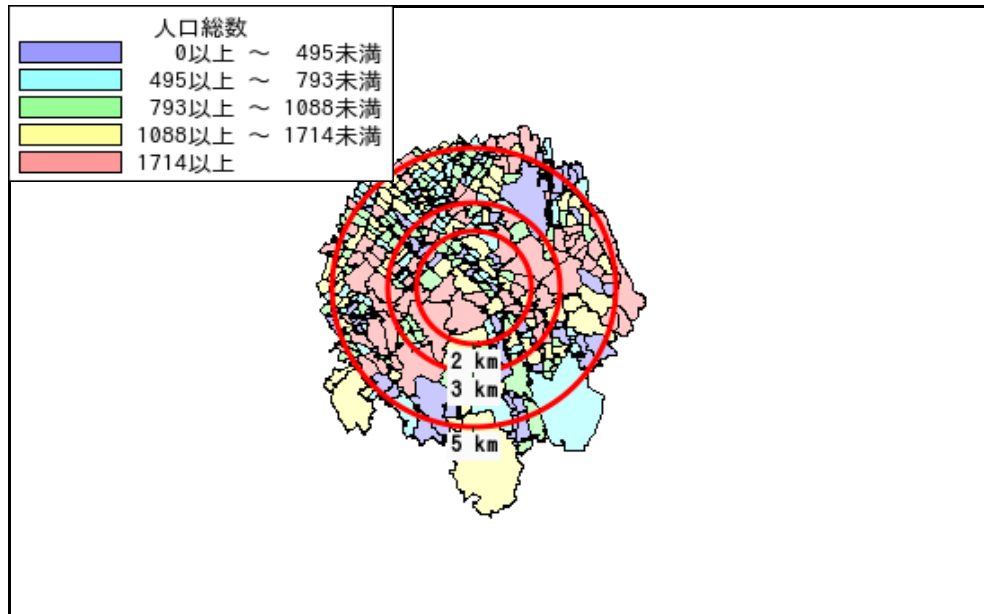 人口総数
0以上 ～ 495未満
495以上 ～ 793未満
793以上 ～ 1088未満
1088以上 ～ 1714未満
1714以上
2 km
3 km
5 km